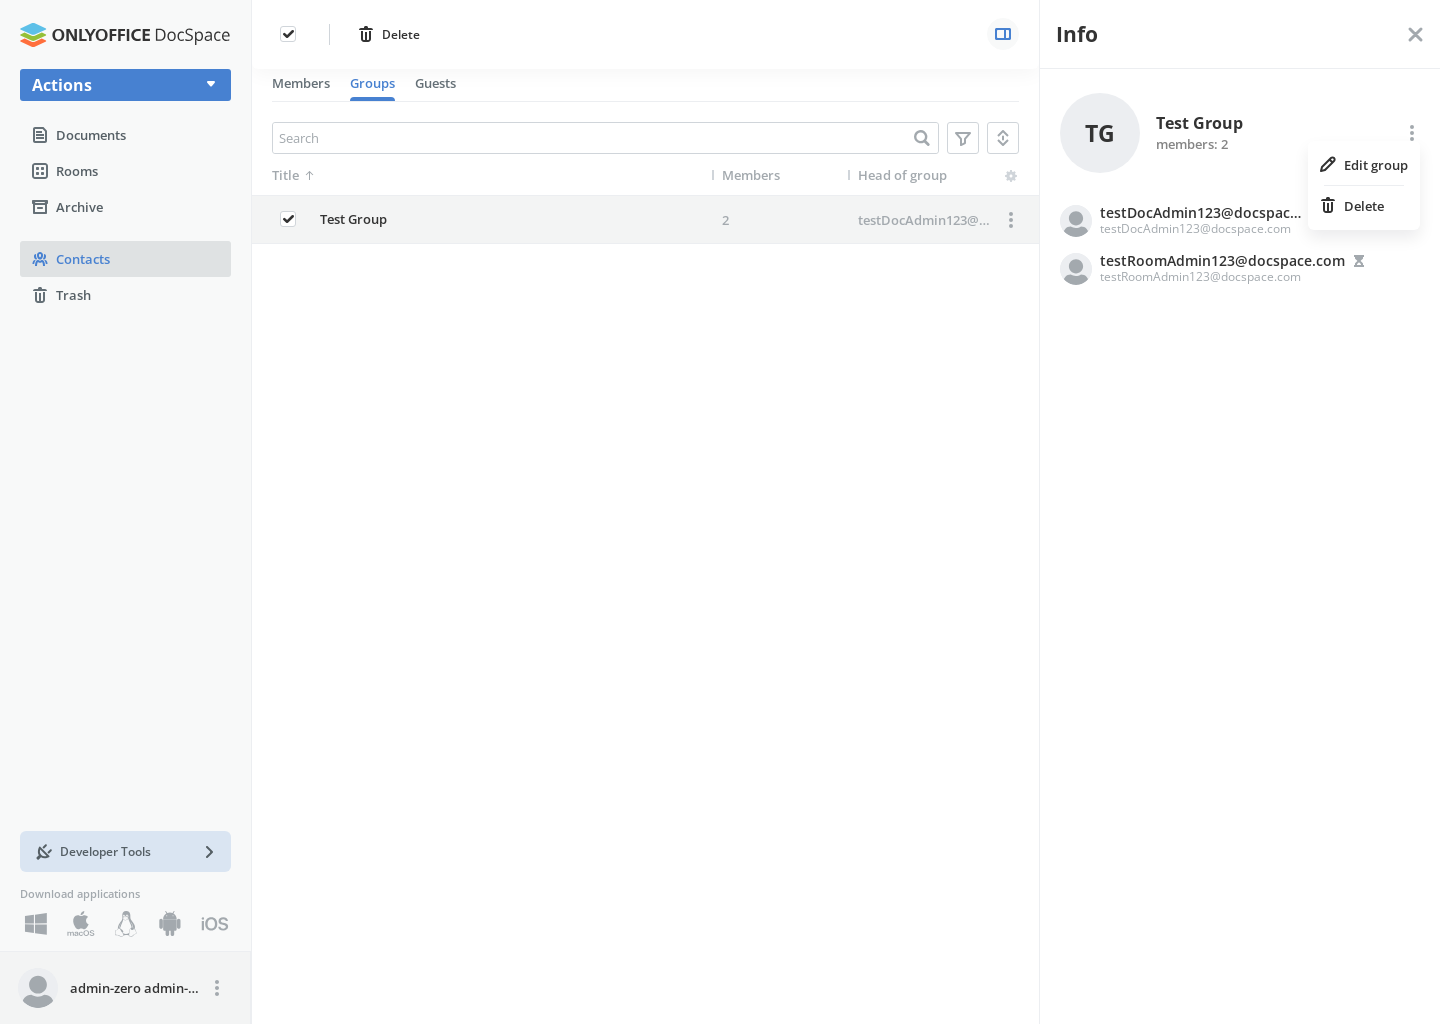 ONLYOFFICE DocSpace
Actions
Documents
Rooms
Archive
Contacts
Trash
Developer Tools
Download applications
macOS
iOS
admin-zero admin-...
Delete
Members
Groups
Guests
Search
Title
Members
Head of group
Test Group
2
testDocAdmin123@...
Info
TG
Test Group
members: 2
Edit group
Delete
testDocAdmin123@docspac...
testDocAdmin123@docspace.com
testRoomAdmin123@docspace.com
testRoomAdmin123@docspace.com